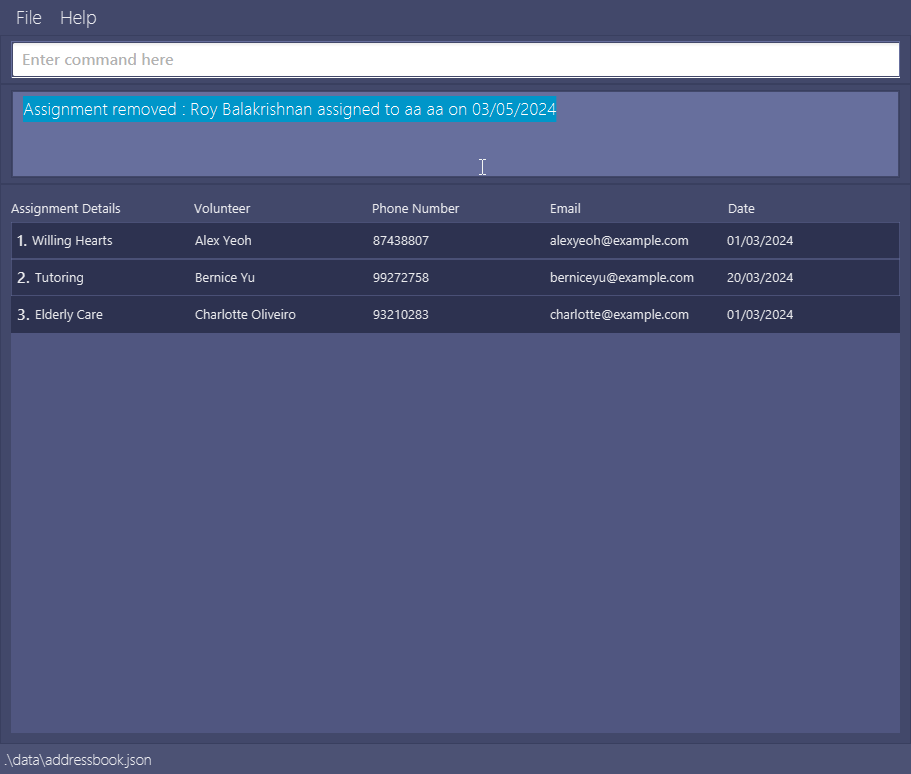 File Help
Enter command here
Assignment removed : Roy Balakrishnan assigned to aa aa on 03/05/2024
Assignment Details Volunteer Phone Number Email Date
1. Willing Hearts Alex Yeoh 87438807 alexyeoh@example.com 01/03/2024
2. Tutoring Bernice Yu 99272758 berniceyu@example.com 20/03/2024
3. Elderly Care Charlotte Oliveiro 93210283 charlotte@example.com 01/03/2024
.\data\addressbook.json